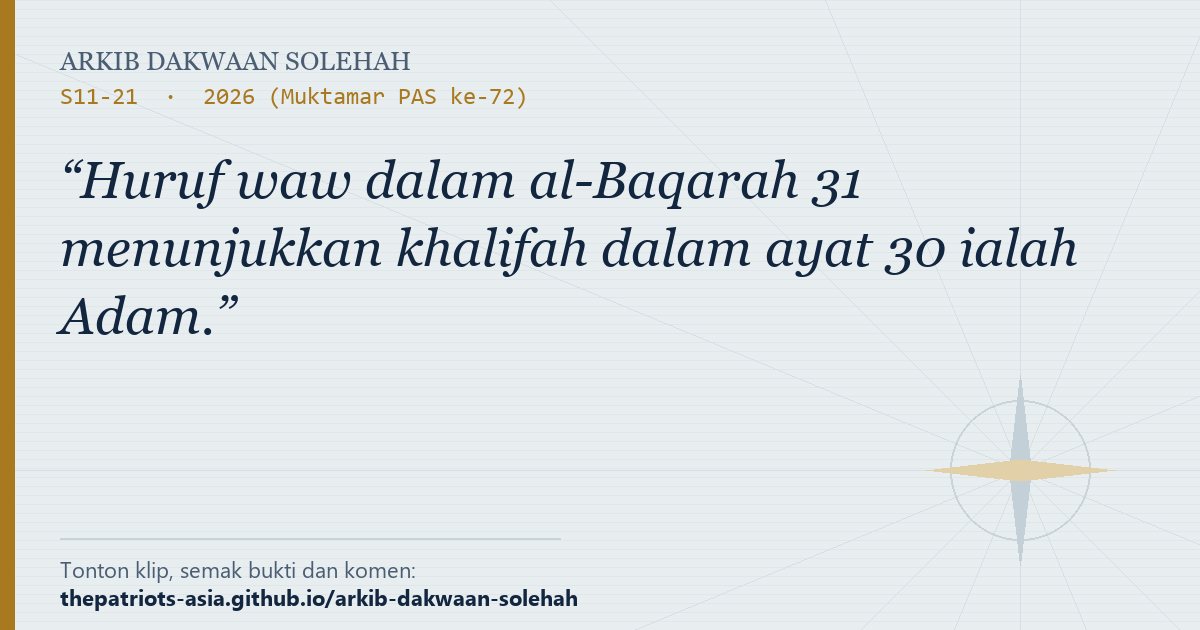 ARKIB DAKWAAN SOLEHAH
S11-21 · 2026 (Muktamar PAS ke-72)
“Huruf waw dalam al-Baqarah 31
menunjukkan khalifah dalam ayat 30 ialah
Adam.”
Tonton klip, semak bukti dan komen:
thepatriots-asia.github.io/arkib-dakwaan-solehah